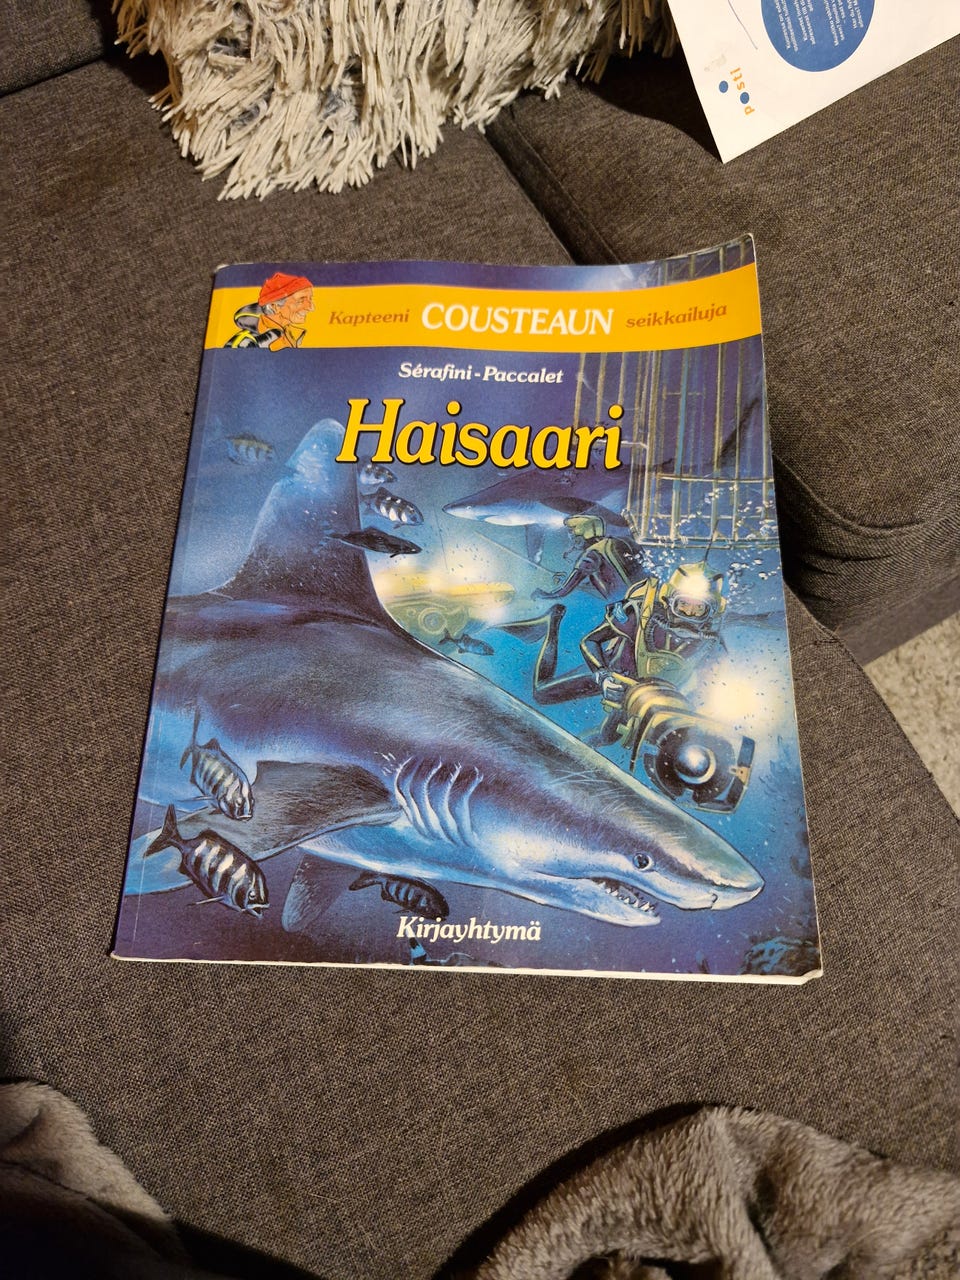 posti
Kapteeni COUSTEAUN seikkailuja
Sérafini-Paccalet
Haisaari
Kirjayhtymä